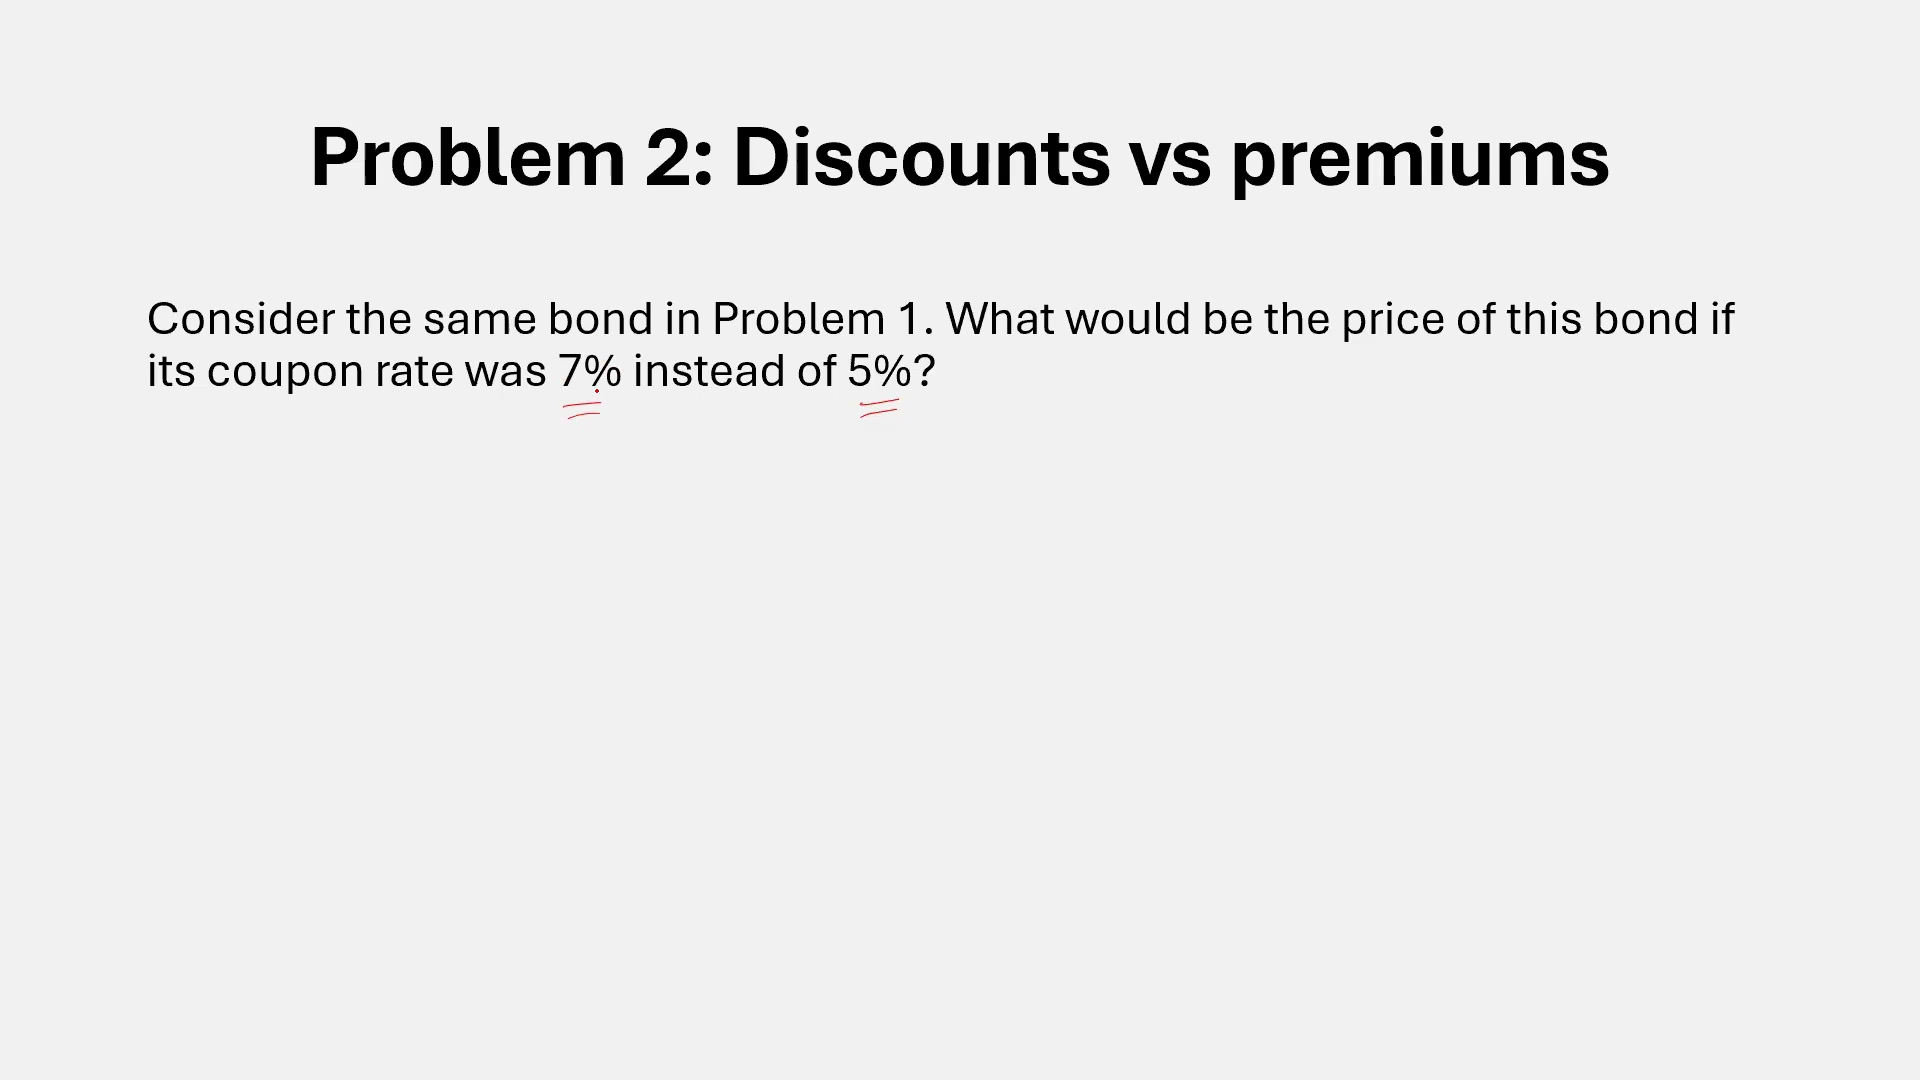 Problem 2: Discounts vs premiums
Consider the same bond in Problem 1. What would be the price of this bond if
its coupon rate was 7% instead of 5%?